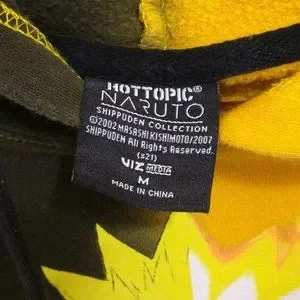 HOTTOPIC®
NARUTO
SHIPPUDEN COLLECTION
©2002 MASASHI KISHIMOTO/2007
SHIPPUDEN All Rights Reserved.
(s21)
VIZ MEDIA
M
MADE IN CHINA